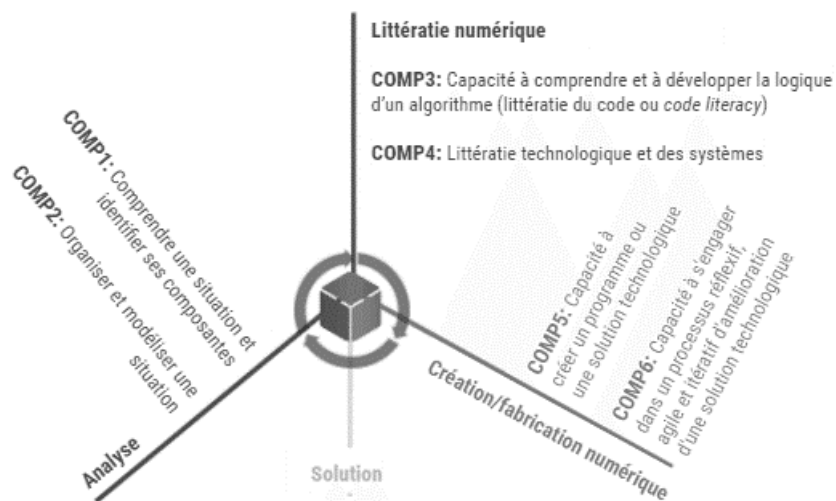 Littératie numérique
COMP3: Capacité à comprendre et à développer la logique
d'un algorithme (littératie du code ou code literacy)
COMP4: Littératie technologique et des systèmes
COMP1: Comprendre une situation et
identifier ses composantes
COMP2: Organiser et modéliser une
situation
Analyse
COMP5: Capacité à
créer un programme ou
une solution technologique
COMP6: Capacité à s'engager
dans un processus réflexif,
agile et itératif d'amélioration
d'une solution technologique
Création/fabrication numérique
Solution